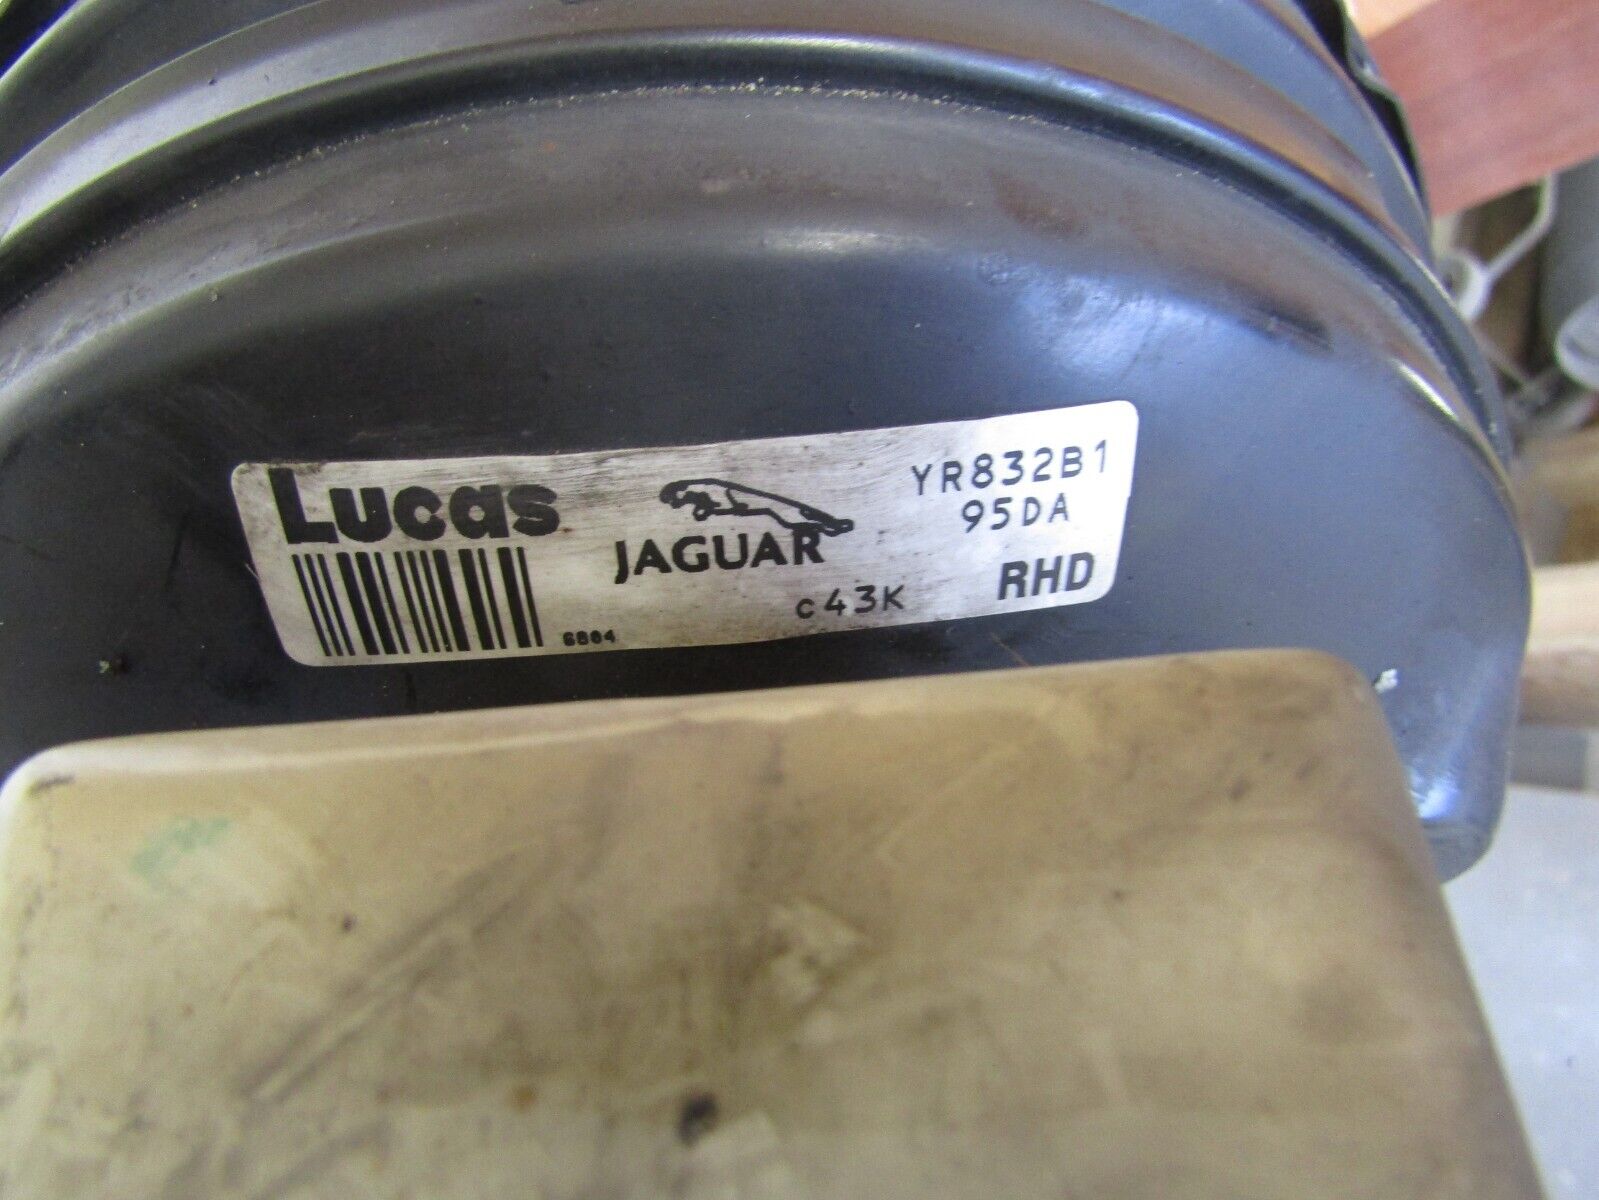 Lucas
JAGUAR
YR832B1
95DA
c43K
RHD
6804